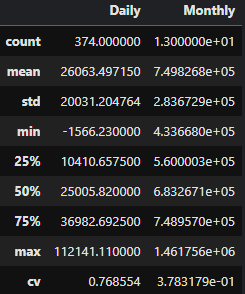 Daily Monthly
count 374.000000 1.300000e+01
mean 26063.497150 7.498268e+05
std 20031.204764 2.836729e+05
min -1566.230000 4.336680e+05
25% 10410.657500 5.600003e+05
50% 25005.820000 6.832671e+05
75% 36982.692500 7.489570e+05
max 112141.110000 1.461756e+06
cv 0.768554 3.783179e-01